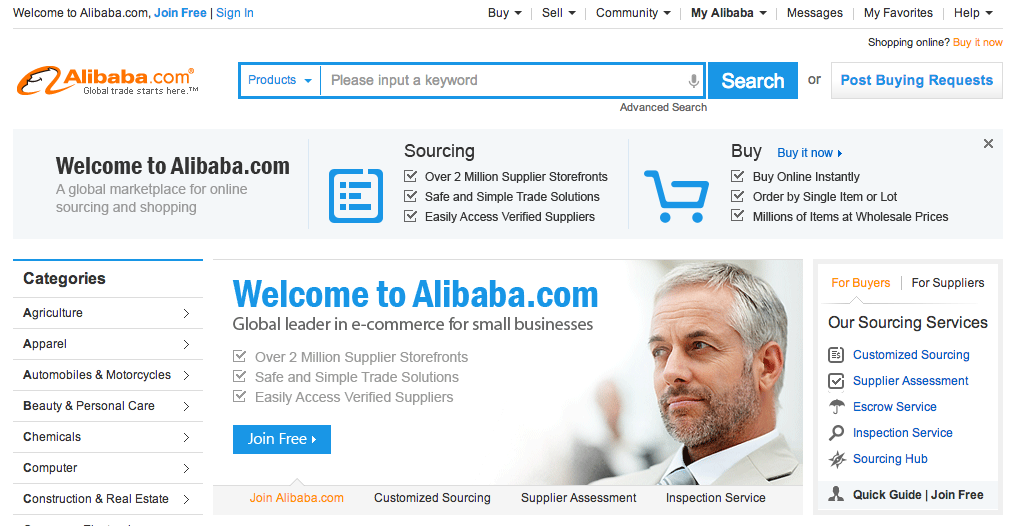 Welcome to Alibaba.com, Join Free | Sign In
Buy Sell Community My Alibaba Messages My Favorites Help
Shopping online? Buy it now
Alibaba.com®
Global trade starts here.™
Products
Please input a keyword
Search
or
Post Buying Requests
Advanced Search
Welcome to Alibaba.com
A global marketplace for online
sourcing and shopping
Sourcing
Over 2 Million Supplier Storefronts
Safe and Simple Trade Solutions
Easily Access Verified Suppliers
Buy Buy it now
Buy Online Instantly
Order by Single Item or Lot
Millions of Items at Wholesale Prices
Categories
Agriculture
Apparel
Automobiles & Motorcycles
Beauty & Personal Care
Chemicals
Computer
Construction & Real Estate
Welcome to Alibaba.com
Global leader in e-commerce for small businesses
Over 2 Million Supplier Storefronts
Safe and Simple Trade Solutions
Easily Access Verified Suppliers
Join Free
Join Alibaba.com Customized Sourcing Supplier Assessment Inspection Service
For Buyers | For Suppliers
Our Sourcing Services
Customized Sourcing
Supplier Assessment
Escrow Service
Inspection Service
Sourcing Hub
Quick Guide | Join Free